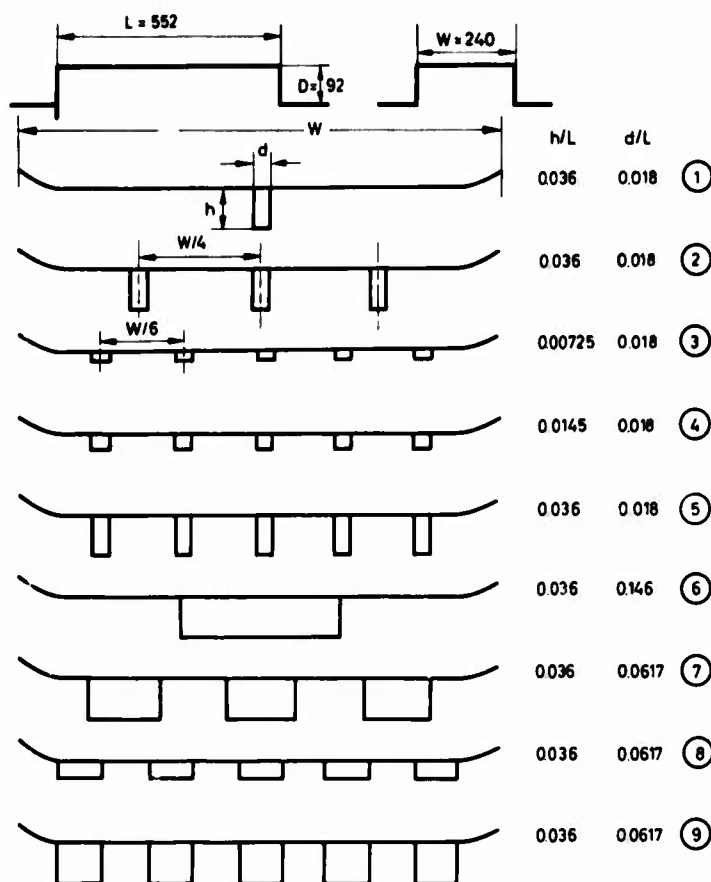 L = 552
W = 240
D = 92
W
h/L d/L
d
h
0.036 0.018 1
W/4
0.036 0.018 2
W/6
0.00725 0.018 3
0.0145 0.018 4
0.036 0.018 5
0.036 0.146 6
0.036 0.0617 7
0.036 0.0617 8
0.036 0.0617 9